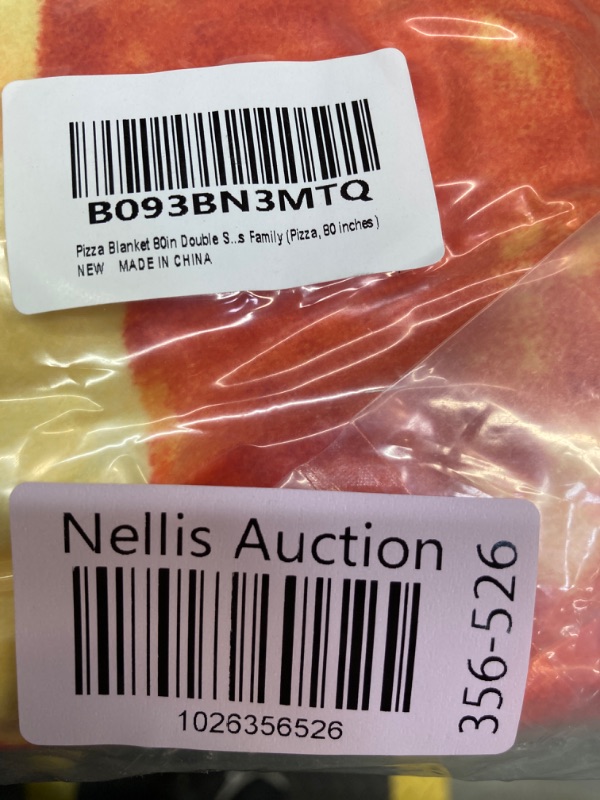 B093BN3MTQ
Pizza Blanket 80in Double S...s Family (Pizza, 80 inches)
NEW MADE IN CHINA
Nellis Auction
1026356526
356-526